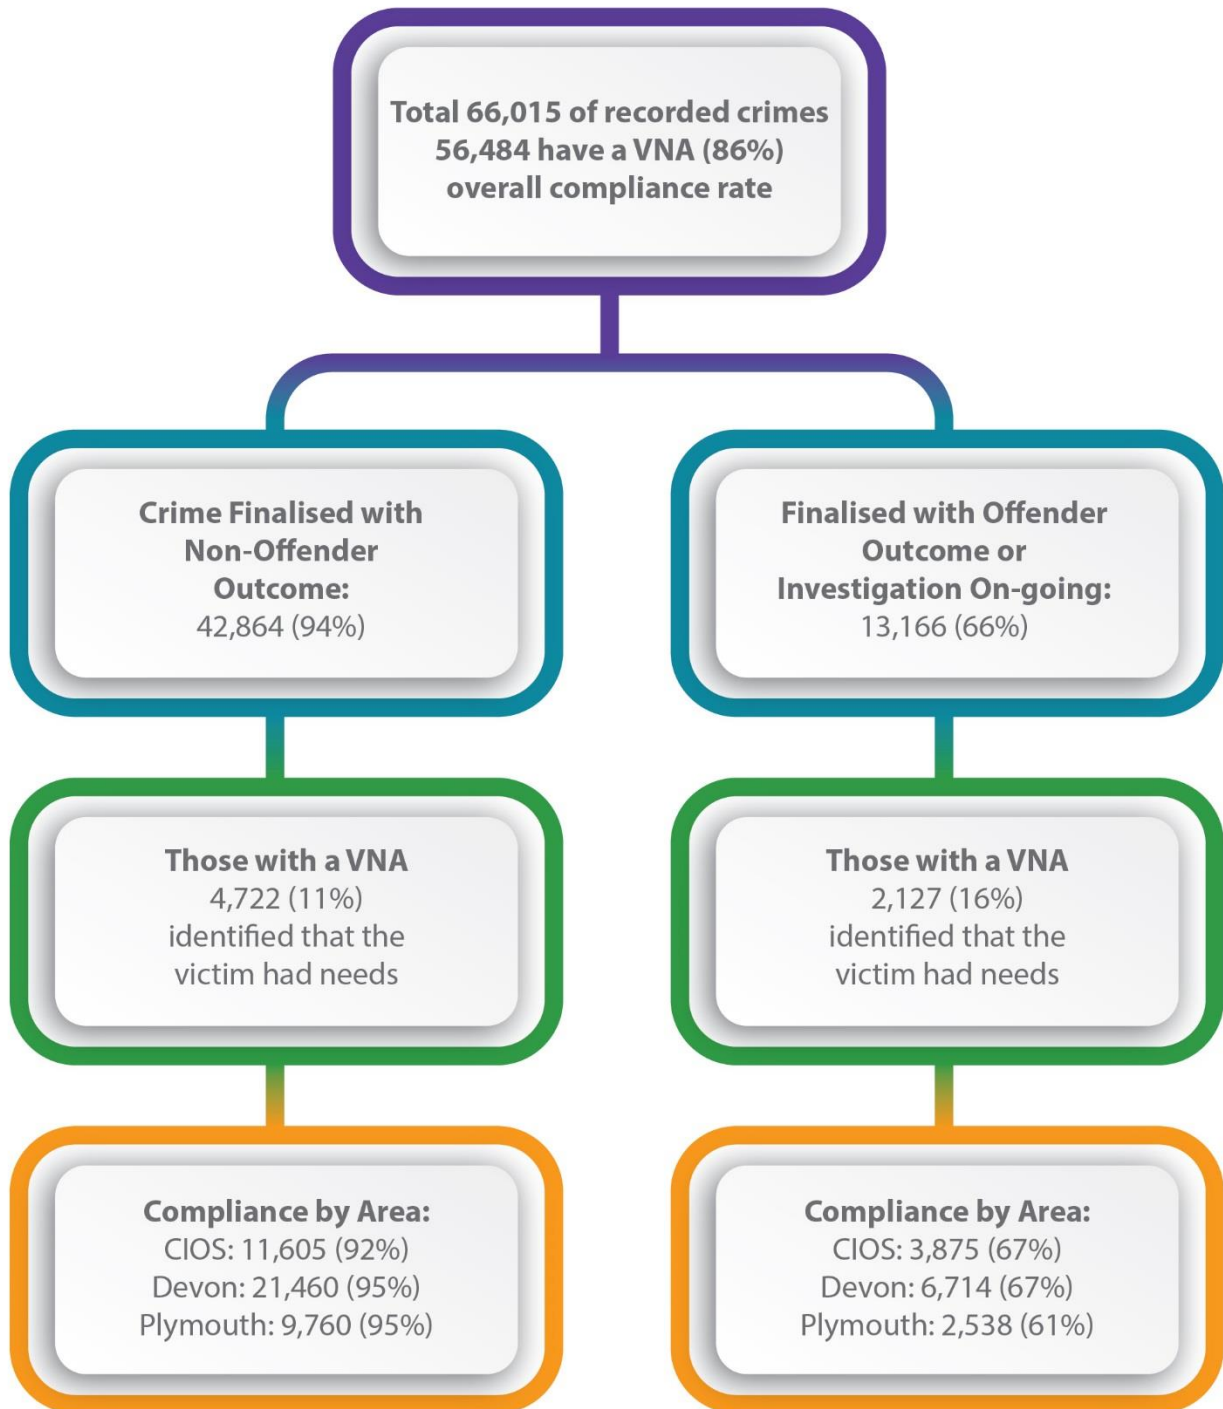 Total 66,015 of recorded crimes
56,484 have a VNA (86%)
overall compliance rate
Crime Finalised with
Non-Offender
Outcome:
42,864 (94%)
Finalised with Offender
Outcome or
Investigation On-going:
13,166 (66%)
Those with a VNA
4,722 (11%)
identified that the
victim had needs
Those with a VNA
2,127 (16%)
identified that the
victim had needs
Compliance by Area:
CIOS: 11,605 (92%)
Devon: 21,460 (95%)
Plymouth: 9,760 (95%)
Compliance by Area:
CIOS: 3,875 (67%)
Devon: 6,714 (67%)
Plymouth: 2,538 (61%)